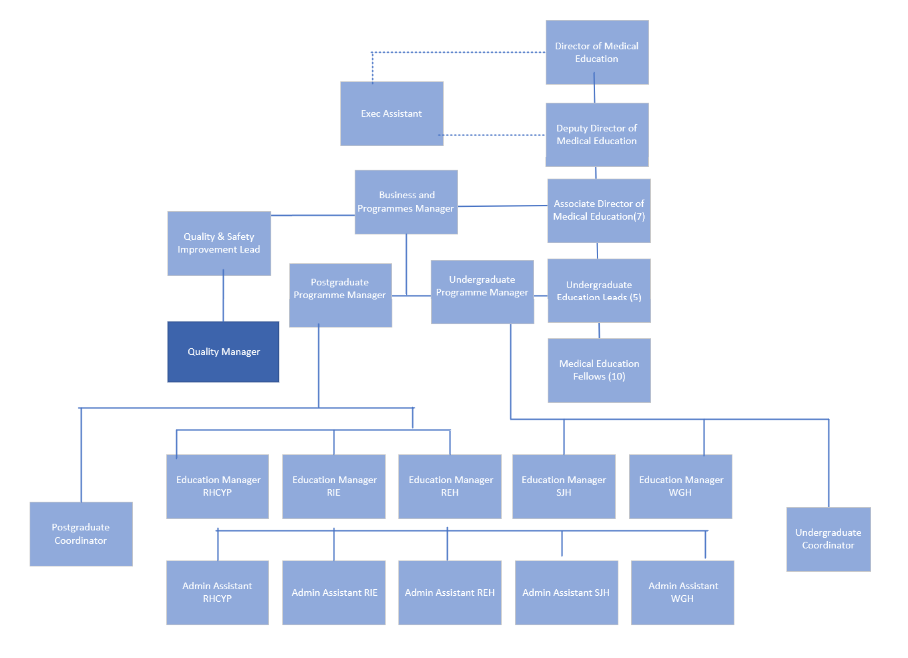 Director of Medical
Education
Exec Assistant
Deputy Director of
Medical Education
Business and
Programmes Manager
Associate Director of
Medical Education(7)
Quality & Safety
Improvement Lead
Postgraduate
Programme Manager
Undergraduate
Programme Manager
Undergraduate
Education Leads (5)
Quality Manager
Medical Education
Fellows (10)
Education Manager
RHCYP
Education Manager
RIE
Education Manager
REH
Education Manager
SJH
Education Manager
WGH
Postgraduate
Coordinator
Undergraduate
Coordinator
Admin Assistant
RHCYP
Admin Assistant RIE
Admin Assistant REH
Admin Assistant SJH
Admin Assistant
WGH